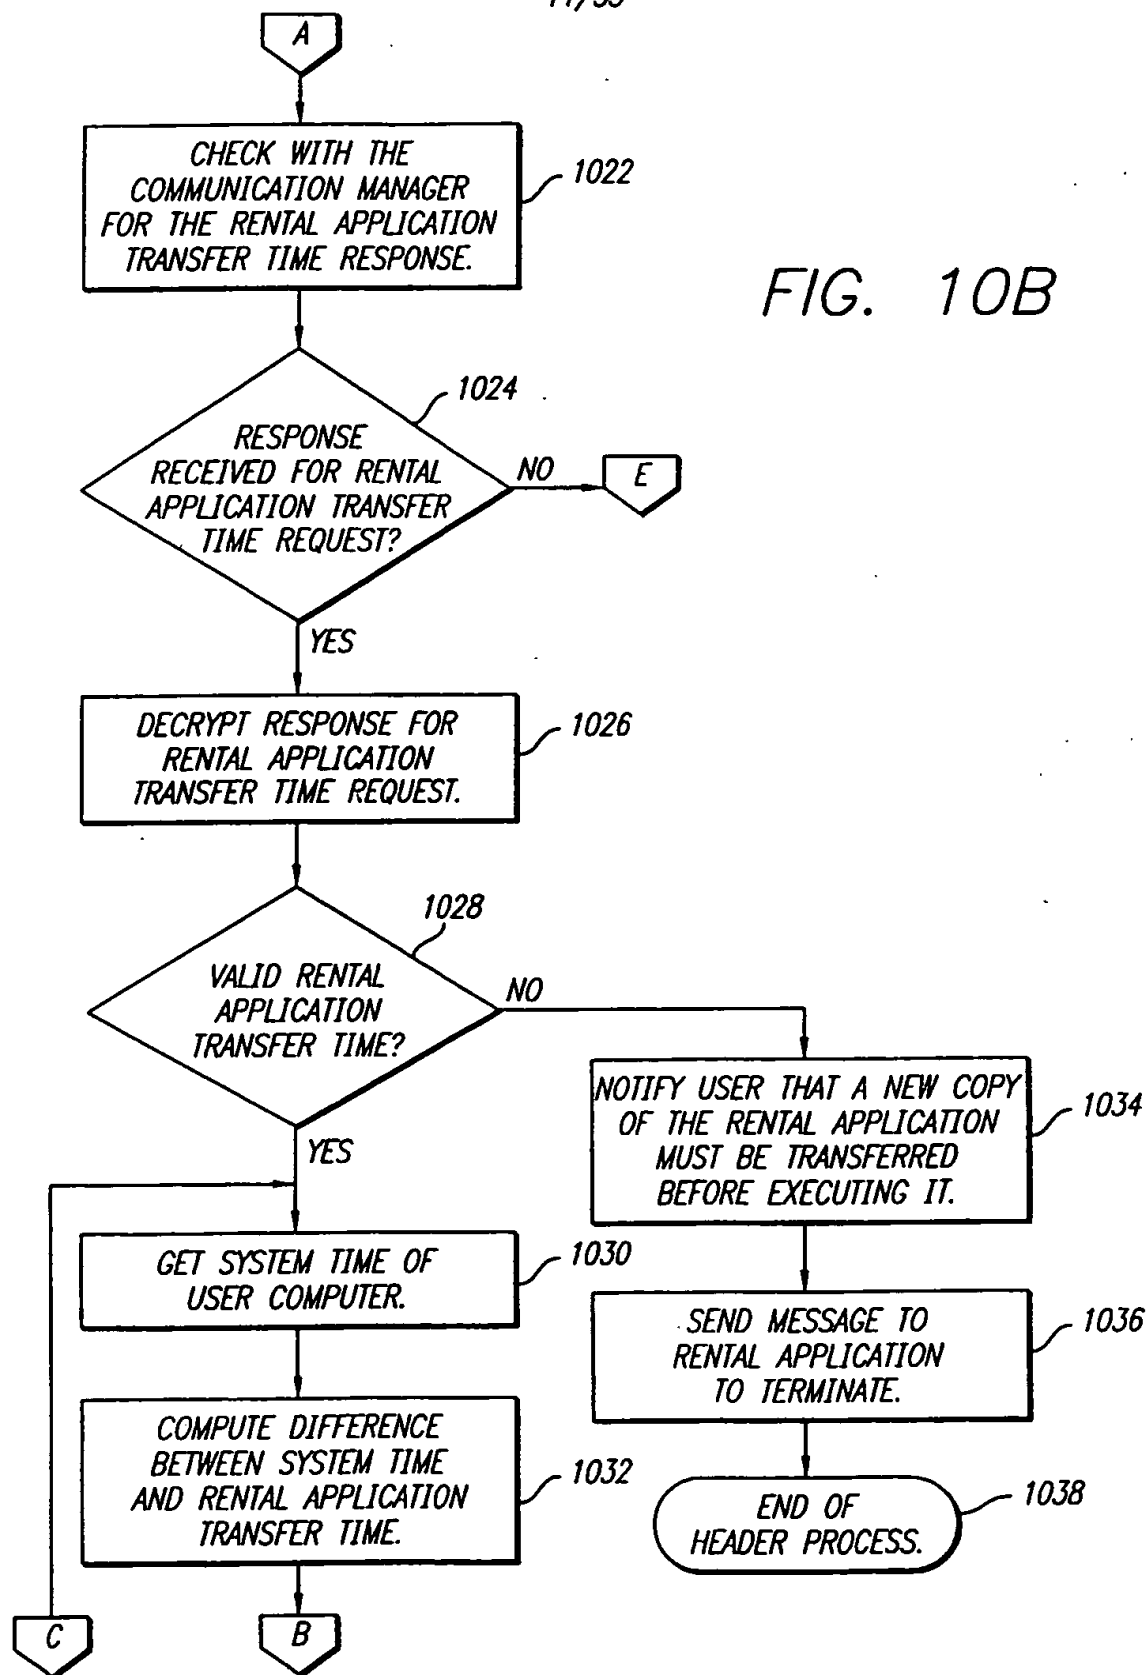 A
CHECK WITH THE
COMMUNICATION MANAGER
FOR THE RENTAL APPLICATION
TRANSFER TIME RESPONSE.
1022
FIG. 10B
1024
RESPONSE
RECEIVED FOR RENTAL
APPLICATION TRANSFER
TIME REQUEST?
NO
E
YES
DECRYPT RESPONSE FOR
RENTAL APPLICATION
TRANSFER TIME REQUEST.
1026
1028
VALID RENTAL
APPLICATION
TRANSFER TIME?
NO
YES
NOTIFY USER THAT A NEW COPY
OF THE RENTAL APPLICATION
MUST BE TRANSFERRED
BEFORE EXECUTING IT.
1034
GET SYSTEM TIME OF
USER COMPUTER.
1030
SEND MESSAGE TO
RENTAL APPLICATION
TO TERMINATE.
1036
COMPUTE DIFFERENCE
BETWEEN SYSTEM TIME
AND RENTAL APPLICATION
TRANSFER TIME.
1032
END OF
HEADER PROCESS.
1038
C
B